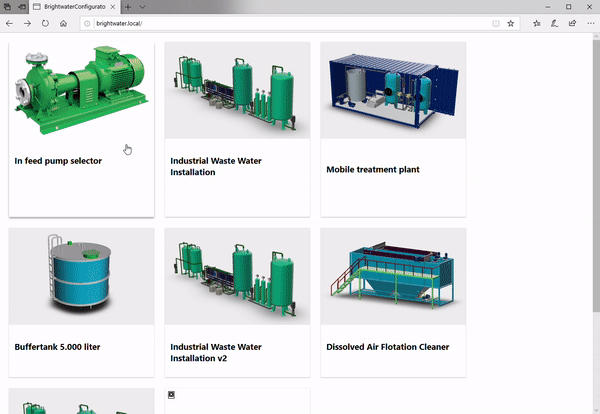 BrightwaterConfigurato
brightwater.local/
In feed pump selector
Industrial Waste Water
Installation
Mobile treatment plant
Buffertank 5.000 liter
Industrial Waste Water
Installation v2
Dissolved Air Flotation Cleaner